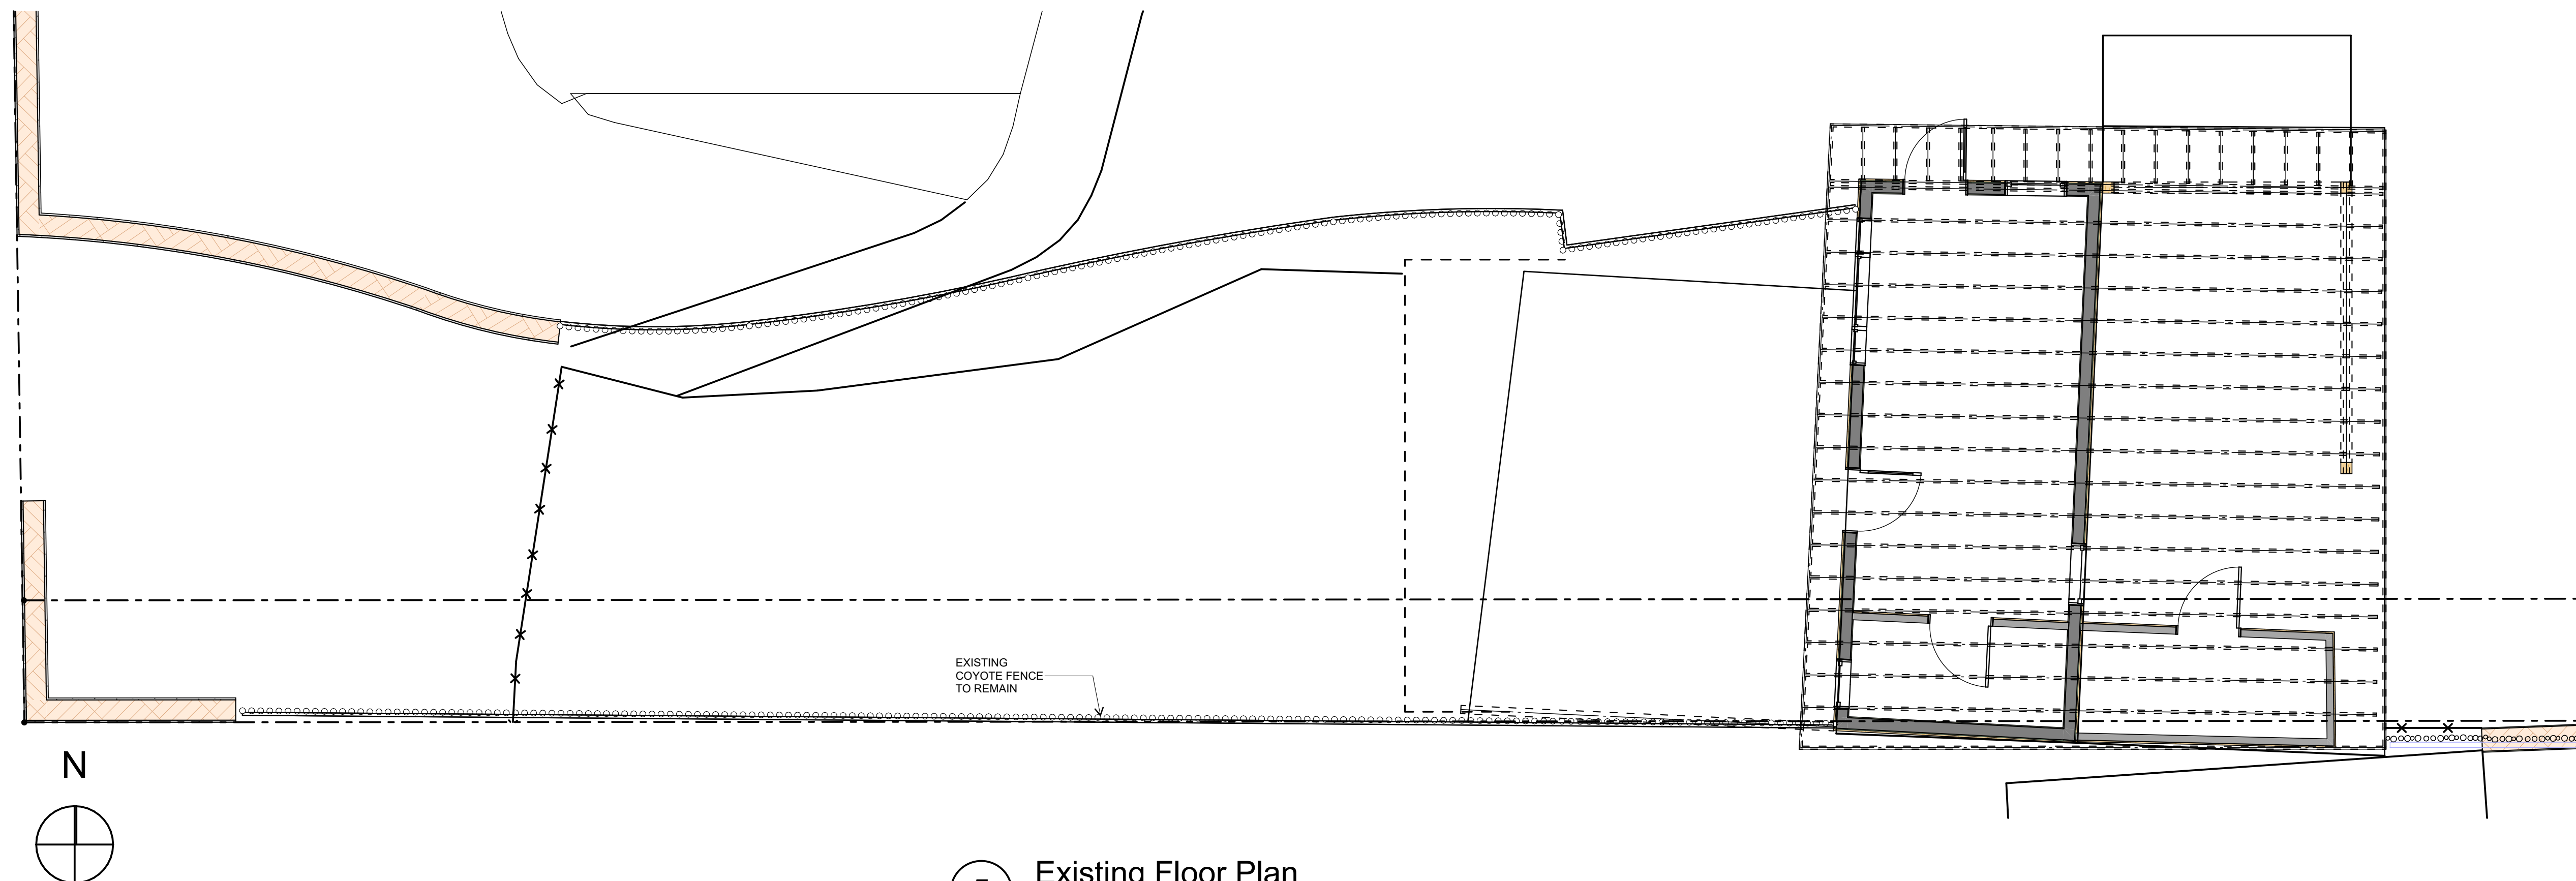 EXISTING
COYOTE FENCE
TO REMAIN
N
Existing Floor Plan